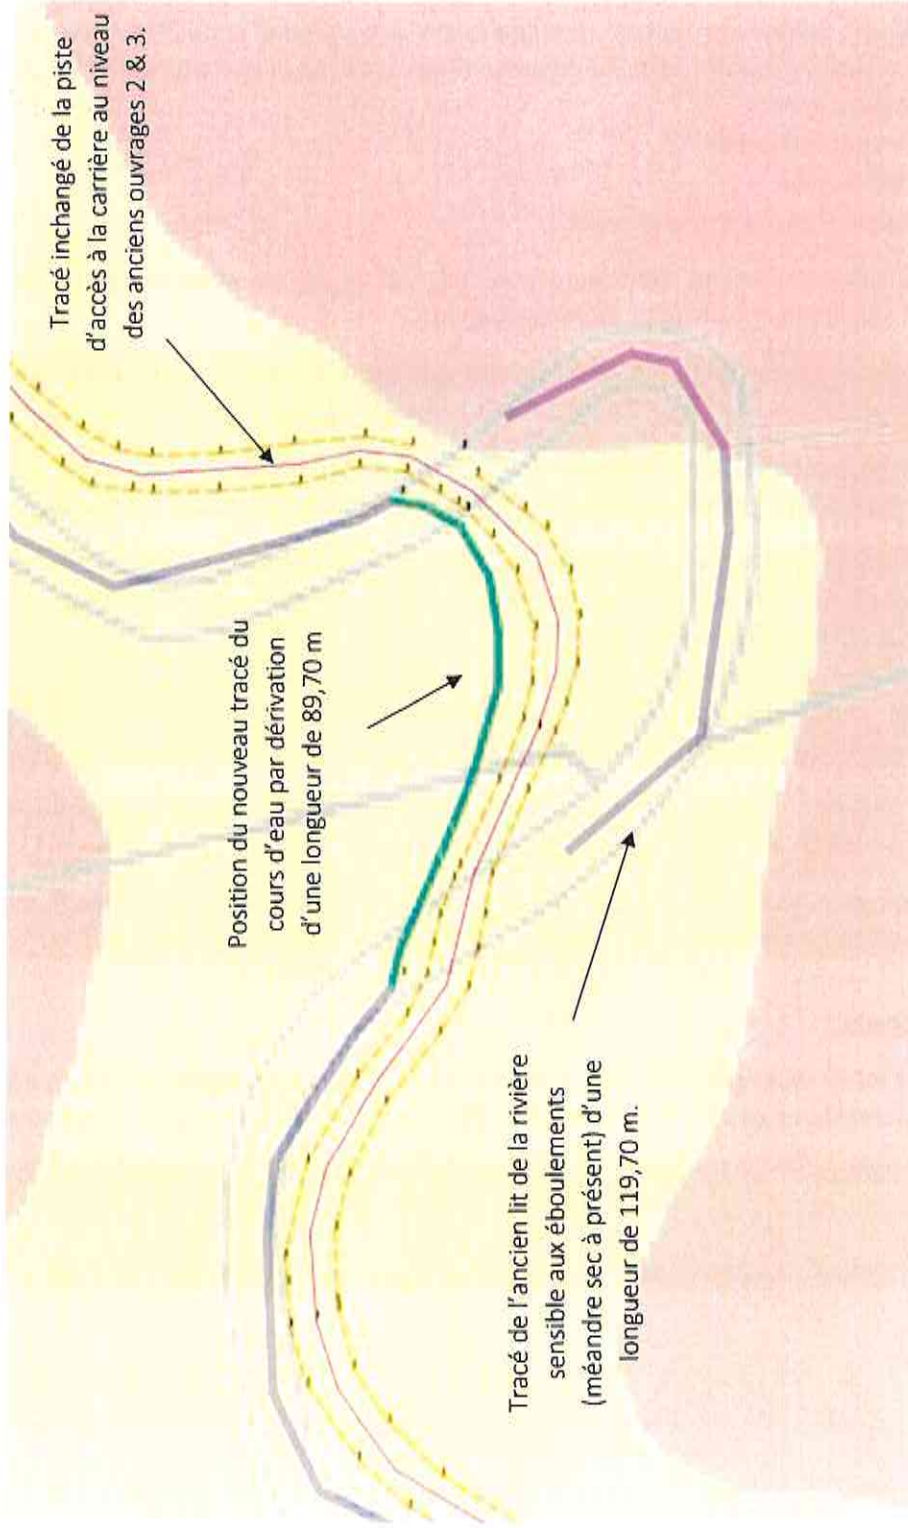 Tracé inchangé de la piste
d'accès à la carrière au niveau
des anciens ouvrages 2 & 3.
Position du nouveau tracé du
cours d'eau par dérivation
d'une longueur de 89,70 m
Tracé de l'ancien lit de la rivière
sensible aux éboulements
(méandre sec à présent) d'une
longueur de 119,70 m.